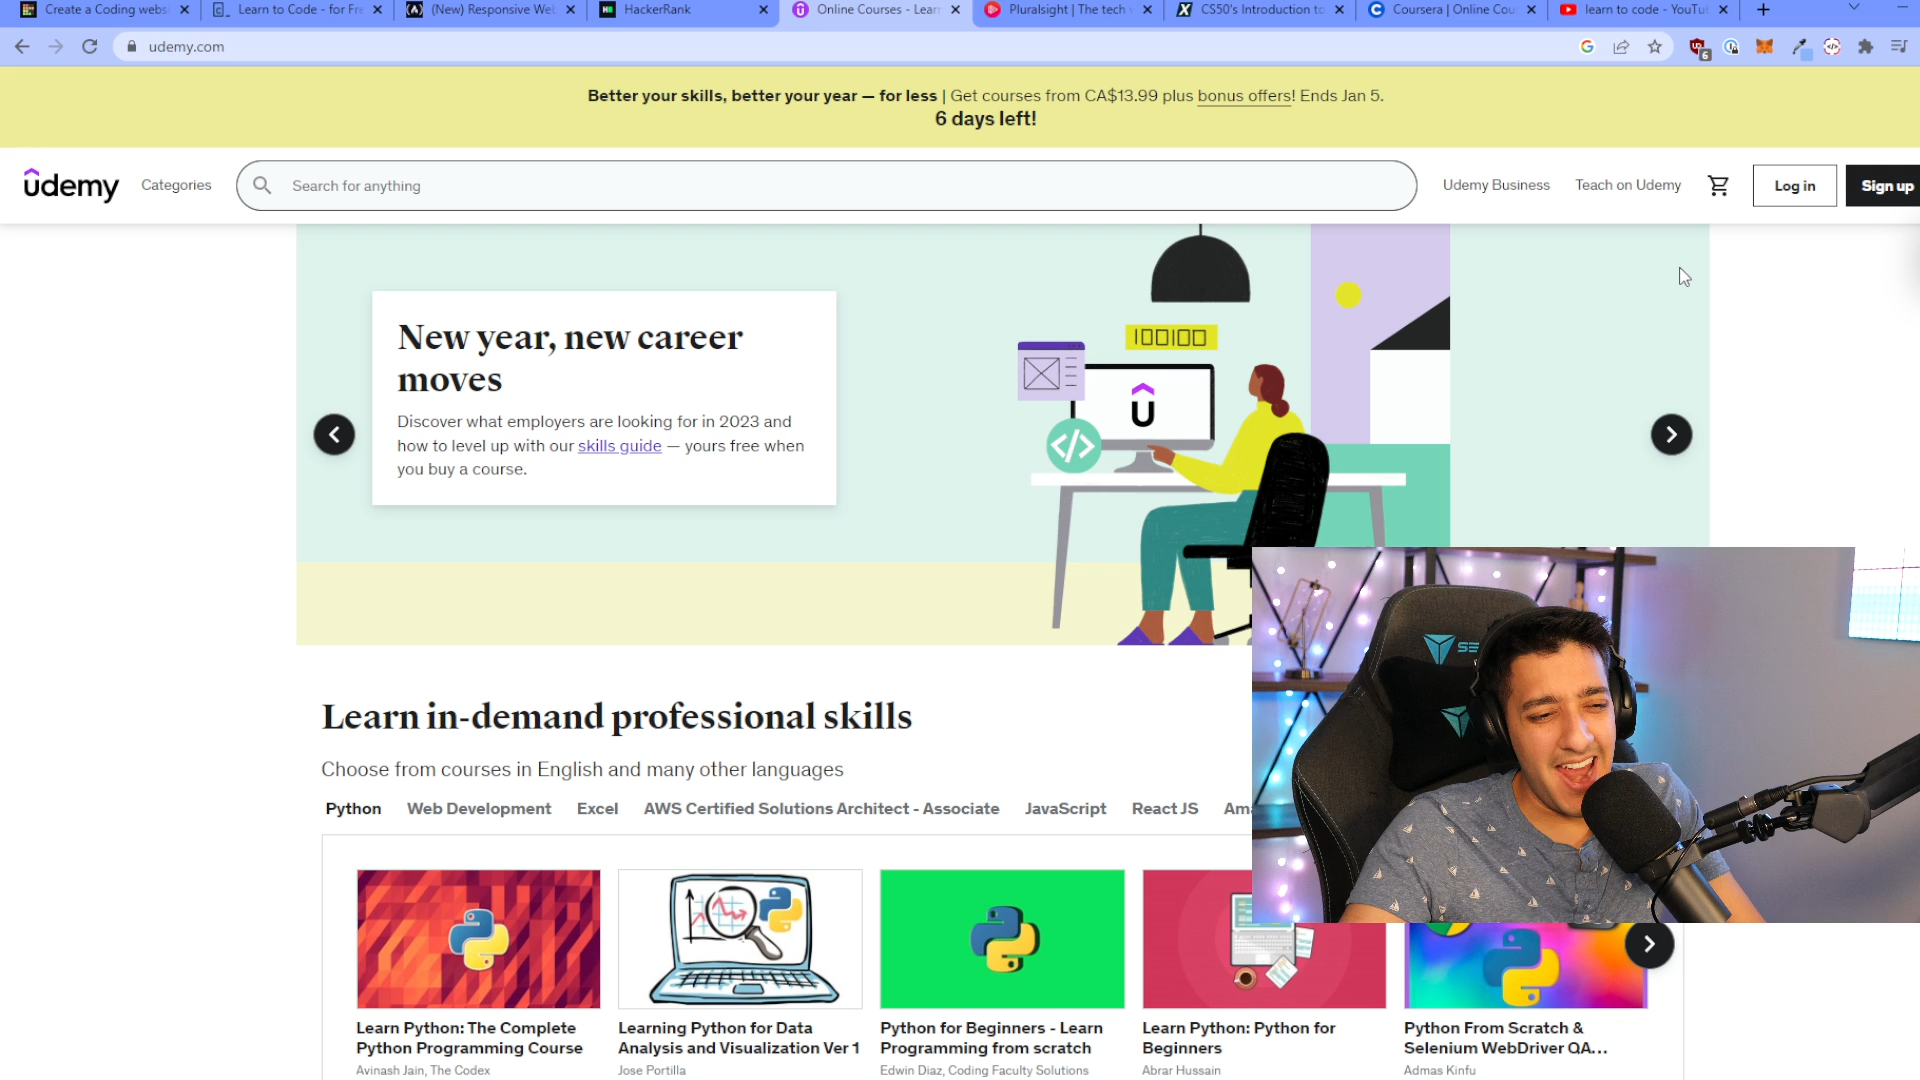 Create a Coding webs
Learn to Code - for Fre
(New) Responsive Web
HackerRank
Online Courses - Learn
Pluralsight | The tech
CS50's Introduction to
Coursera | Online Cou
learn to code - YouTu
udemy.com
6
Better your skills, better your year — for less | Get courses from CA$13.99 plus bonus offers! Ends Jan 5.
6 days left!
ûdemy
Categories
Search for anything
Udemy Business
Teach on Udemy
Log in
Sign up
100100
New year, new career
moves
Discover what employers are looking for in 2023 and
how to level up with our skills guide — yours free when
you buy a course.
Learn in-demand professional skills
Choose from courses in English and many other languages
Python
Web Development
Excel
AWS Certified Solutions Architect - Associate
JavaScript
React JS
Learn Python: The Complete
Python Programming Course
Avinash Jain, The Codex
Learning Python for Data
Analysis and Visualization Ver 1
Jose Portilla
Python for Beginners - Learn
Programming from scratch
Edwin Diaz, Coding Faculty Solutions
Learn Python: Python for
Beginners
Abrar Hussain
Python From Scratch &
Selenium WebDriver QA...
Admas Kinfu